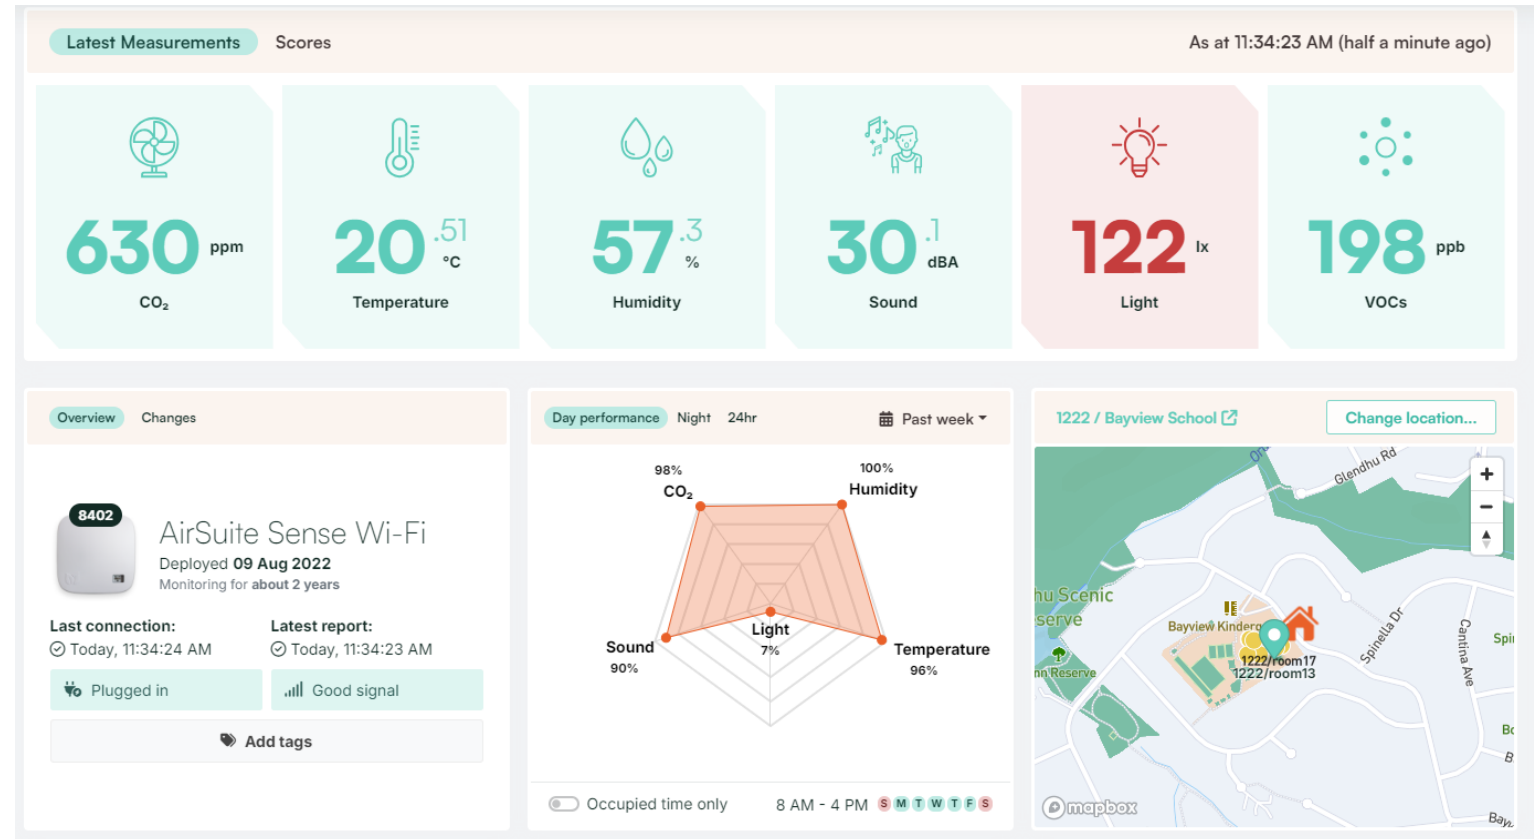 Latest Measurements Scores As at 11:34:23 AM (half a minute ago)
630 ppm
CO₂
20 .51 °C
Temperature
57 .3 %
Humidity
30 .1 dBA
Sound
122 lx
Light
198 ppb
VOCs
Overview Changes
8402
AirSuite Sense Wi-Fi
Deployed 09 Aug 2022
Monitoring for about 2 years
Last connection:
Today, 11:34:24 AM
Latest report:
Today, 11:34:23 AM
Plugged in
Good signal
Add tags
Day performance Night 24hr Past week
98%
CO₂
100%
Humidity
Sound
90%
Light
7%
Temperature
96%
Occupied time only 8 AM - 4 PM S M T W T F S
1222 / Bayview School Change location...
Glendhu Rd
hu Scenic
serve
Bayview Kinderg
1222/room17
1222/room13
nn Reserve
Spinella Dr
Cantina Ave
Spi
B
Bay
mapbox